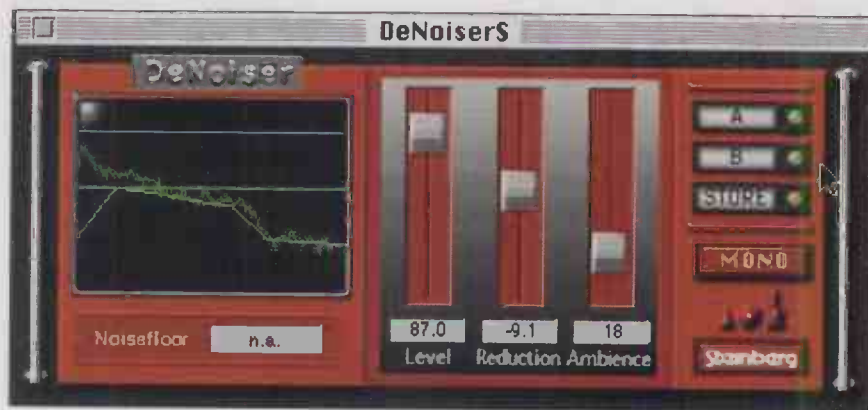 DeNoiserS
DeNoiser
A
B
STORE
MONO
Noisefloor n.a.
87.0 -9.1 18
Level Reduction Ambience
Steinberg